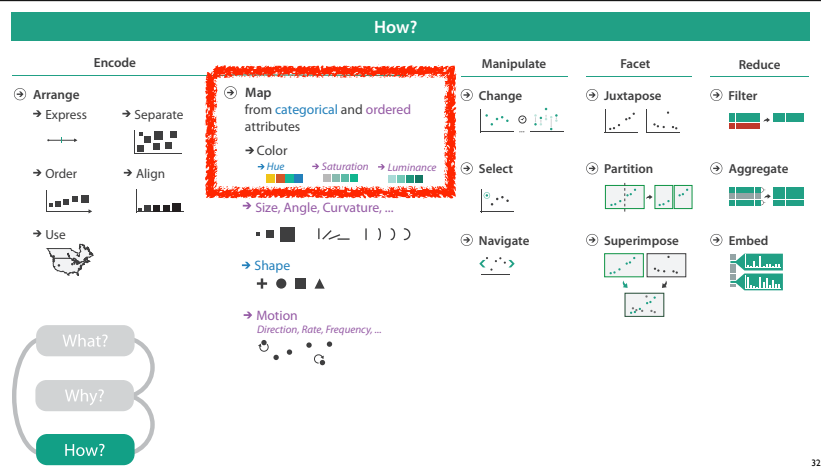 How?
Encode
Manipulate
Facet
Reduce
Arrange
Express
Separate
Order
Align
Use
Map
from categorical and ordered
attributes
Color
Hue
Saturation
Luminance
Size, Angle, Curvature, ...
Shape
Motion
Direction, Rate, Frequency, ...
Change
...
Select
Navigate
Juxtapose
Partition
Superimpose
Filter
Aggregate
Embed
What?
Why?
How?
32